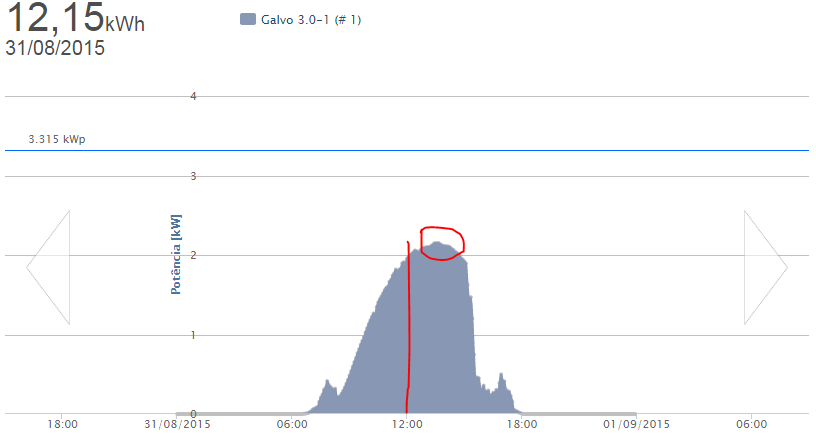 12,15kWh
31/08/2015
Galvo 3.0-1 (# 1)
4
3.315 kWp
3
Potência [kW]
2
1
0
18:00 31/08/2015 06:00 12:00 18:00 01/09/2015 06:00